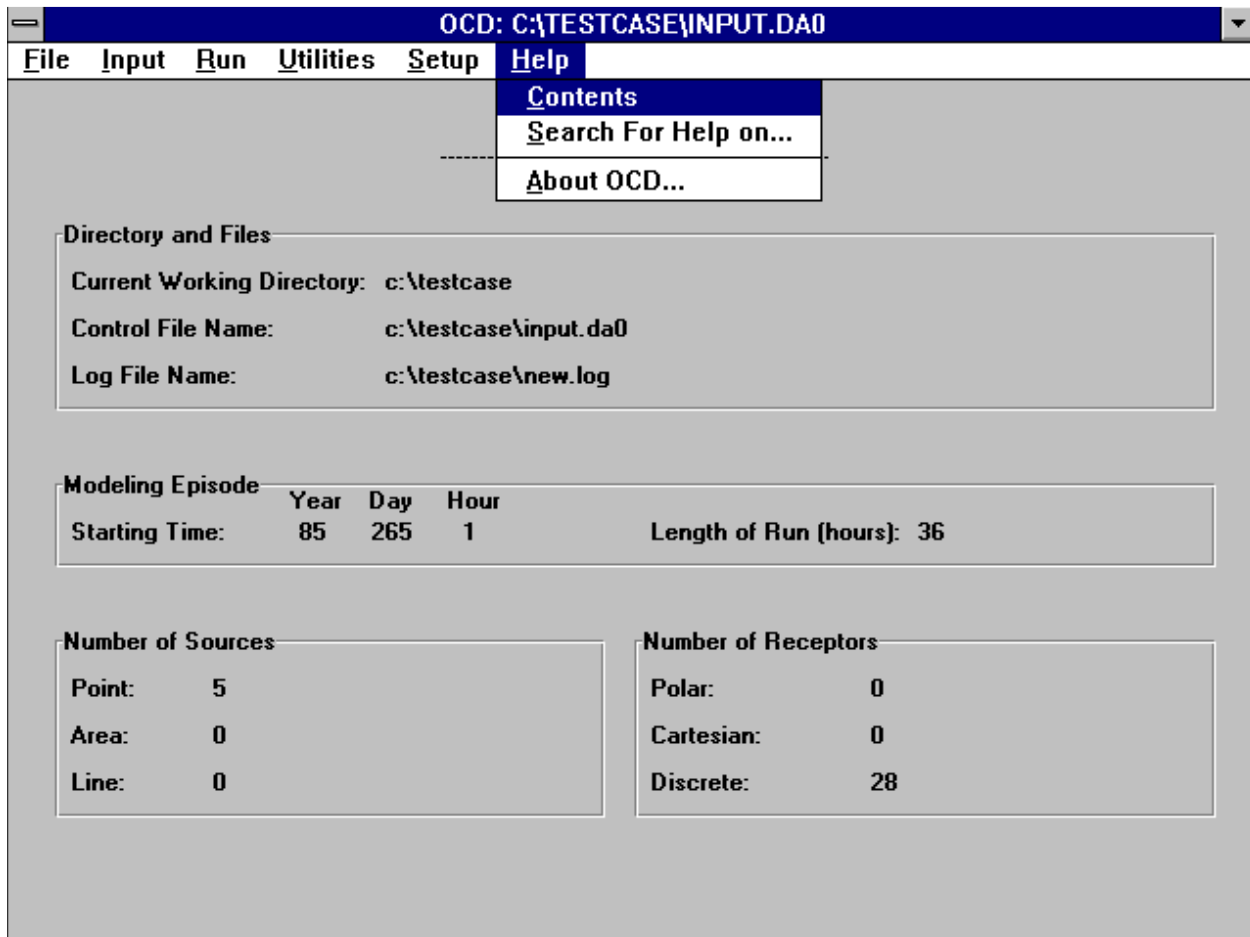 OCD: C:\TESTCASE\INPUT.DA0
File Input Run Utilities Setup Help
Contents
Search For Help on...
About OCD...
Directory and Files
Current Working Directory: c:\testcase
Control File Name: c:\testcase\input.da0
Log File Name: c:\testcase\new.log
Modeling Episode
Year Day Hour
Starting Time: 85 265 1 Length of Run (hours): 36
Number of Sources
Point: 5
Area: 0
Line: 0
Number of Receptors
Polar: 0
Cartesian: 0
Discrete: 28